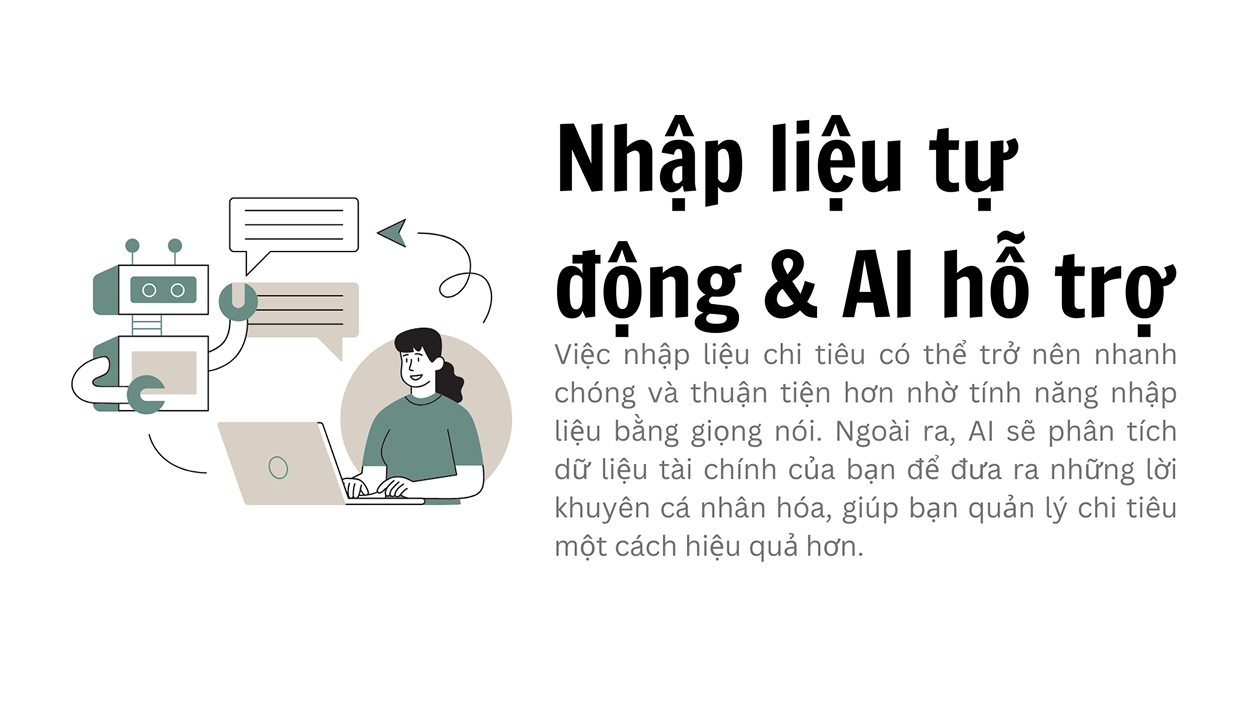 Nhập liệu tự
động & AI hỗ trợ
Việc nhập liệu chi tiêu có thể trở nên nhanh
chóng và thuận tiện hơn nhờ tính năng nhập
liệu bằng giọng nói. Ngoài ra, AI sẽ phân tích
dữ liệu tài chính của bạn để đưa ra những lời
khuyên cá nhân hóa, giúp bạn quản lý chi tiêu
một cách hiệu quả hơn.